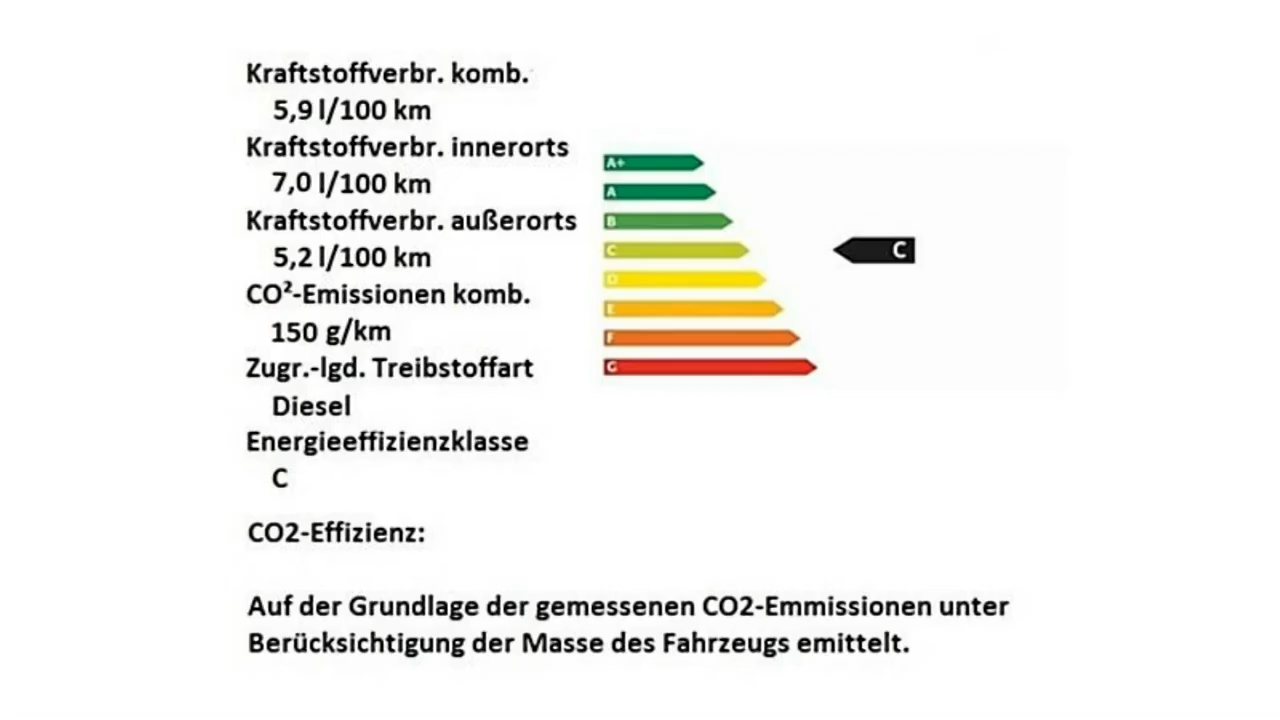 Kraftstoffverbr. komb.
5,9 l/100 km
Kraftstoffverbr. innerorts
7,0 l/100 km
Kraftstoffverbr. außerorts
5,2 l/100 km
CO²-Emissionen komb.
150 g/km
Zugr.-lgd. Treibstoffart
Diesel
Energieeffizienzklasse
C
A+
A
B
C
D
E
F
G
C
CO2-Effizienz:
Auf der Grundlage der gemessenen CO2-Emmissionen unter
Berücksichtigung der Masse des Fahrzeugs emittelt.